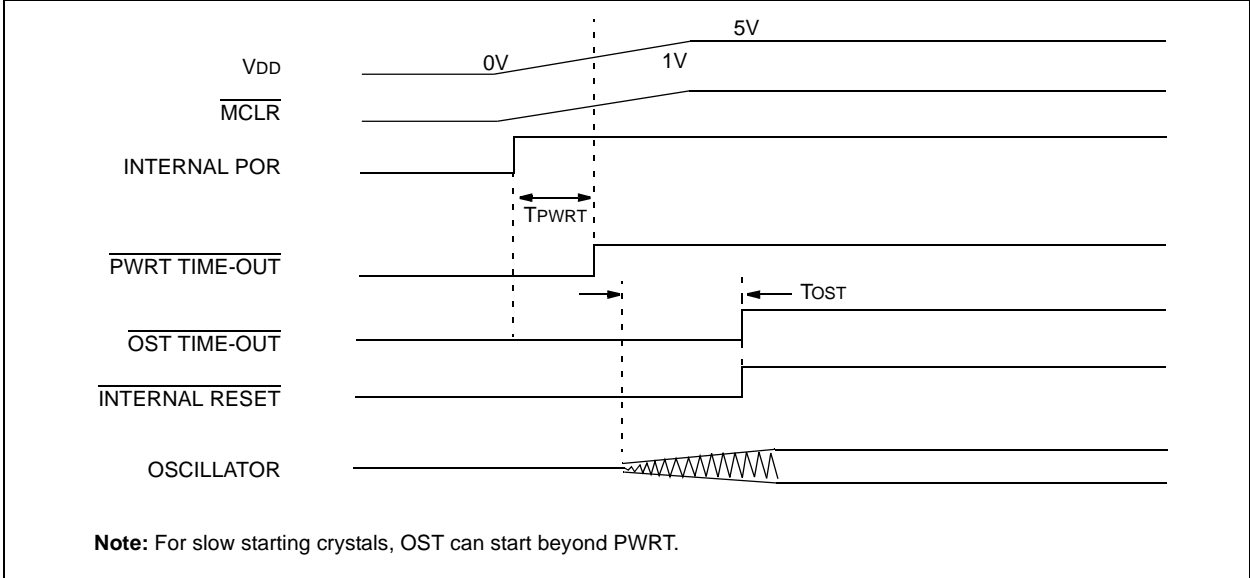 5V
VDD 0V 1V
MCLR
INTERNAL POR
TPWRT
PWRT TIME-OUT
TOST
OST TIME-OUT
INTERNAL RESET
OSCILLATOR
Note: For slow starting crystals, OST can start beyond PWRT.